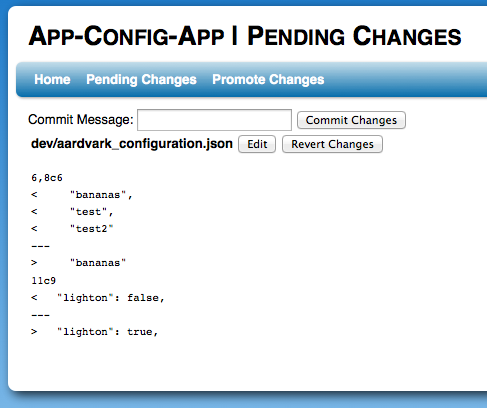 App-Config-App | Pending Changes
Home Pending Changes Promote Changes
Commit Message: Commit Changes
dev/aardvark_configuration.json Edit Revert Changes
6,8c6
<     "bananas",
<     "test",
<     "test2"
---
>     "bananas"
11c9
<   "lighton": false,
---
>   "lighton": true,